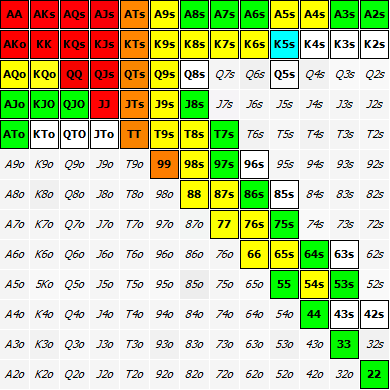 AA AKs AQs AJs ATs A9s A8s A7s A6s A5s A4s A3s A2s
AKo KK KQs KJs KTs K9s K8s K7s K6s K5s K4s K3s K2s
AQo KQo QQ QJs QTs Q9s Q8s Q7s Q6s Q5s Q4s Q3s Q2s
AJo KJO QJO JJ JTs J9s J8s J7s J6s J5s J4s J3s J2s
ATo KTo QTO JTo TT T9s T8s T7s T6s T5s T4s T3s T2s
A9o K9o Q9o J9o T9o 99 98s 97s 96s 95s 94s 93s 92s
A8o K8o Q8o J8o T8o 98o 88 87s 86s 85s 84s 83s 82s
A7o K7o Q7o J7o T7o 97o 87o 77 76s 75s 74s 73s 72s
A6o K6o Q6o J6o T6o 96o 86o 76o 66 65s 64s 63s 62s
A5o 5Ko Q5o J5o T5o 95o 85o 75o 65o 55 54s 53s 52s
A4o K4o Q4o J4o T4o 94o 84o 74o 64o 54o 44 43s 42s
A3o K3o Q3o J3o T3o 93o 83o 73o 63o 53o 43o 33 32s
A2o K2o Q2o J2o T2o 92o 82o 72o 62o 52o 42o 32o 22